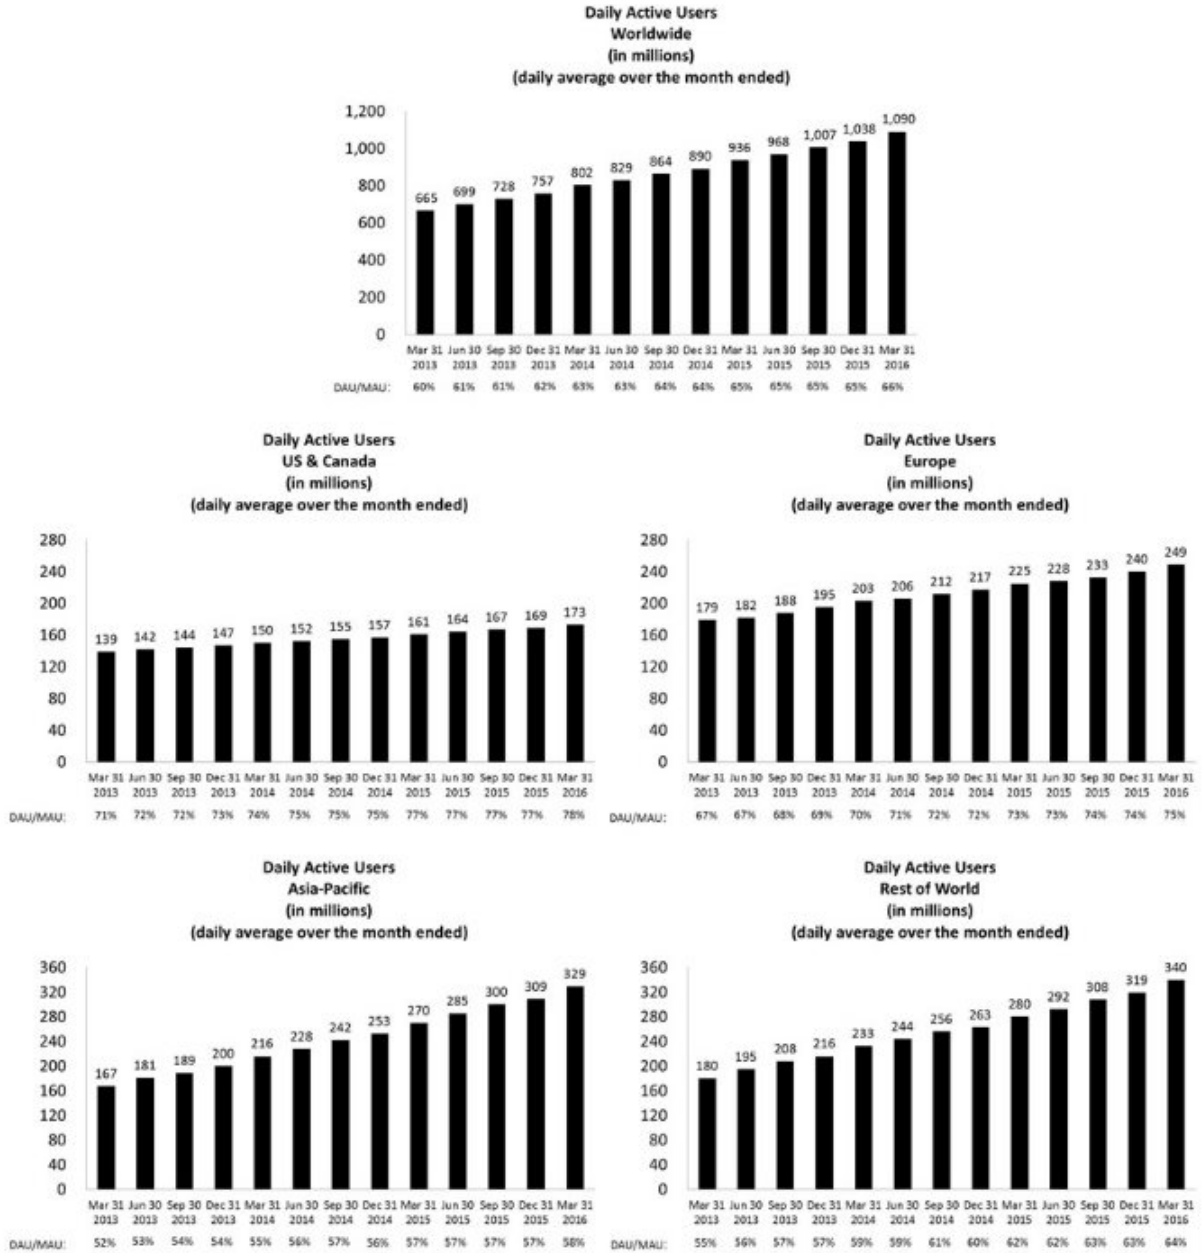 Daily Active Users
Worldwide
(in millions)
(daily average over the month ended)
1,200
1,000
800
600
400
200
0
665 699 728 757 802 829 864 890 936 968 1,007 1,038 1,090
Mar 31 Jun 30 Sep 30 Dec 31 Mar 31 Jun 30 Sep 30 Dec 31 Mar 31 Jun 30 Sep 30 Dec 31 Mar 31
2013 2013 2013 2013 2014 2014 2014 2014 2015 2015 2015 2015 2016
DAU/MAU: 60% 61% 61% 62% 63% 63% 64% 64% 65% 65% 65% 65% 66%
Daily Active Users
US & Canada
(in millions)
(daily average over the month ended)
280
240
200
160
120
80
40
0
139 142 144 147 150 152 155 157 161 164 167 169 173
Mar 31 Jun 30 Sep 30 Dec 31 Mar 31 Jun 30 Sep 30 Dec 31 Mar 31 Jun 30 Sep 30 Dec 31 Mar 31
2013 2013 2013 2013 2014 2014 2014 2014 2015 2015 2015 2015 2016
DAU/MAU: 71% 72% 72% 73% 74% 75% 75% 75% 77% 77% 77% 77% 78%
Daily Active Users
Europe
(in millions)
(daily average over the month ended)
280
240
200
160
120
80
40
0
179 182 188 195 203 206 212 217 225 228 233 240 249
Mar 31 Jun 30 Sep 30 Dec 31 Mar 31 Jun 30 Sep 30 Dec 31 Mar 31 Jun 30 Sep 30 Dec 31 Mar 31
2013 2013 2013 2013 2014 2014 2014 2014 2015 2015 2015 2015 2016
DAU/MAU: 67% 67% 68% 69% 70% 71% 72% 72% 73% 73% 74% 74% 75%
Daily Active Users
Asia-Pacific
(in millions)
(daily average over the month ended)
360
320
280
240
200
160
120
80
40
0
167 181 189 200 216 228 242 253 270 285 300 309 329
Mar 31 Jun 30 Sep 30 Dec 31 Mar 31 Jun 30 Sep 30 Dec 31 Mar 31 Jun 30 Sep 30 Dec 31 Mar 31
2013 2013 2013 2013 2014 2014 2014 2014 2015 2015 2015 2015 2016
DAU/MAU: 52% 53% 54% 54% 55% 56% 57% 56% 57% 57% 57% 57% 58%
Daily Active Users
Rest of World
(in millions)
(daily average over the month ended)
360
320
280
240
200
160
120
80
40
0
180 195 208 216 233 244 256 263 280 292 308 319 340
Mar 31 Jun 30 Sep 30 Dec 31 Mar 31 Jun 30 Sep 30 Dec 31 Mar 31 Jun 30 Sep 30 Dec 31 Mar 31
2013 2013 2013 2013 2014 2014 2014 2014 2015 2015 2015 2015 2016
DAU/MAU: 55% 56% 57% 57% 59% 59% 61% 60% 62% 62% 63% 63% 64%